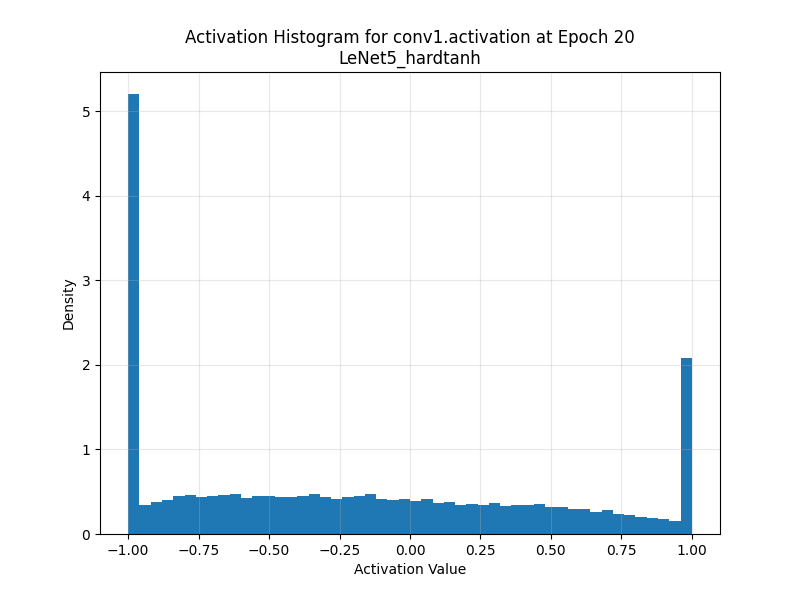 Activation Histogram for conv1.activation at Epoch 20
LeNet5_hardtanh
5
4
3
2
1
0
Density
−1.00 −0.75 −0.50 −0.25 0.00 0.25 0.50 0.75 1.00
Activation Value